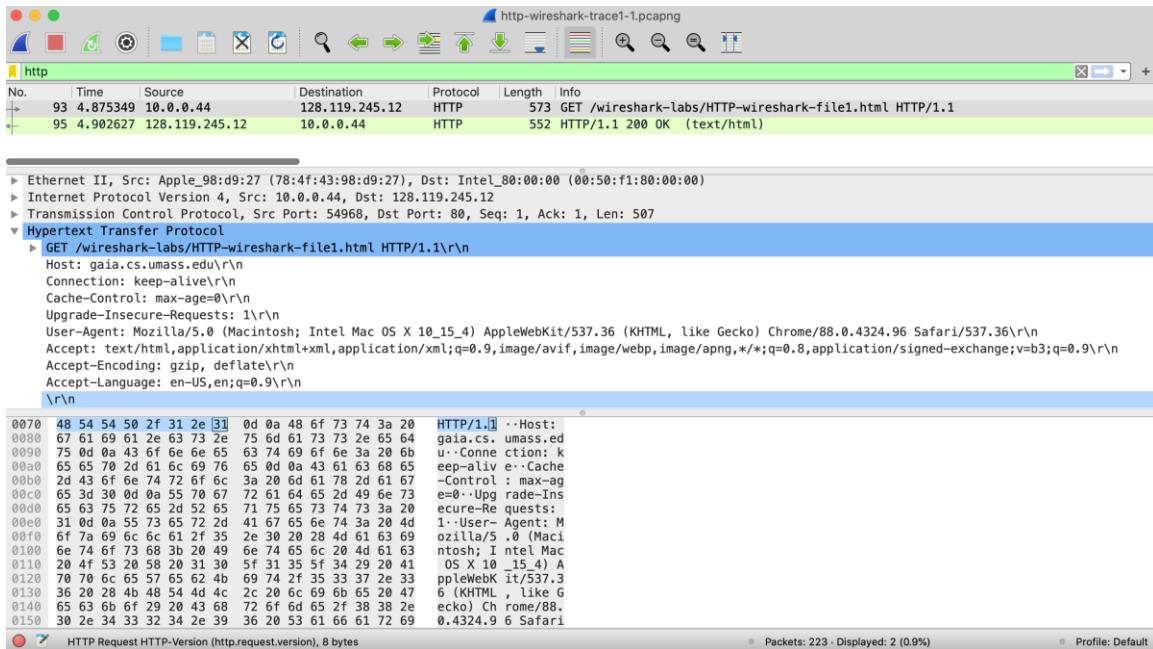 http-wireshark-trace1-1.pcapng
http
No. Time Source Destination Protocol Length Info
93 4.875349 10.0.0.44 128.119.245.12 HTTP 573 GET /wireshark-labs/HTTP-wireshark-file1.html HTTP/1.1
95 4.902627 128.119.245.12 10.0.0.44 HTTP 552 HTTP/1.1 200 OK (text/html)
Ethernet II, Src: Apple_98:d9:27 (78:4f:43:98:d9:27), Dst: Intel_80:00:00 (00:50:f1:80:00:00)
Internet Protocol Version 4, Src: 10.0.0.44, Dst: 128.119.245.12
Transmission Control Protocol, Src Port: 54968, Dst Port: 80, Seq: 1, Ack: 1, Len: 507
Hypertext Transfer Protocol
GET /wireshark-labs/HTTP-wireshark-file1.html HTTP/1.1\r\n
Host: gaia.cs.umass.edu\r\n
Connection: keep-alive\r\n
Cache-Control: max-age=0\r\n
Upgrade-Insecure-Requests: 1\r\n
User-Agent: Mozilla/5.0 (Macintosh; Intel Mac OS X 10_15_4) AppleWebKit/537.36 (KHTML, like Gecko) Chrome/88.0.4324.96 Safari/537.36\r\n
Accept: text/html,application/xhtml+xml,application/xml;q=0.9,image/avif,image/webp,image/apng,*/*;q=0.8,application/signed-exchange;v=b3;q=0.9\r\n
Accept-Encoding: gzip, deflate\r\n
Accept-Language: en-US,en;q=0.9\r\n
\r\n
0070 48 54 54 50 2f 31 2e 31 0d 0a 48 6f 73 74 3a 20 HTTP/1.1 ··Host:
0080 67 61 69 61 2e 63 73 2e 75 6d 61 73 73 2e 65 64 gaia.cs. umass.ed
0090 75 0d 0a 43 6f 6e 6e 65 63 74 69 6f 6e 3a 20 6b u··Conne ction: k
00a0 65 65 70 2d 61 6c 69 76 65 0d 0a 43 61 63 68 65 eep-aliv e··Cache
00b0 2d 43 6f 6e 74 72 6f 6c 3a 20 6d 61 78 2d 61 67 -Control : max-ag
00c0 65 3d 30 0d 0a 55 70 67 72 61 64 65 2d 49 6e 73 e=0··Upg rade-Ins
00d0 65 63 75 72 65 2d 52 65 71 75 65 73 74 73 3a 20 ecure-Re quests:
00e0 31 0d 0a 55 73 65 72 2d 41 67 65 6e 74 3a 20 4d 1··User- Agent: M
00f0 6f 7a 69 6c 6c 61 2f 35 2e 30 20 28 4d 61 63 69 ozilla/5 .0 (Maci
0100 6e 74 6f 73 68 3b 20 49 6e 74 65 6c 20 4d 61 63 ntosh; I ntel Mac
0110 20 4f 53 20 58 20 31 30 5f 31 35 5f 34 29 20 41 OS X 10 _15_4) A
0120 70 70 6c 65 57 65 62 4b 69 74 2f 35 33 37 2e 33 ppleWebK it/537.3
0130 36 20 28 4b 48 54 4d 4c 2c 20 6c 69 6b 65 20 47 6 (KHTML , like G
0140 65 63 6b 6f 29 20 43 68 72 6f 6d 65 2f 38 38 2e ecko) Ch rome/88.
0150 30 2e 34 33 32 34 2e 39 36 20 53 61 66 61 72 69 0.4324.9 6 Safari
HTTP Request HTTP-Version (http.request.version), 8 bytes Packets: 223 · Displayed: 2 (0.9%) Profile: Default